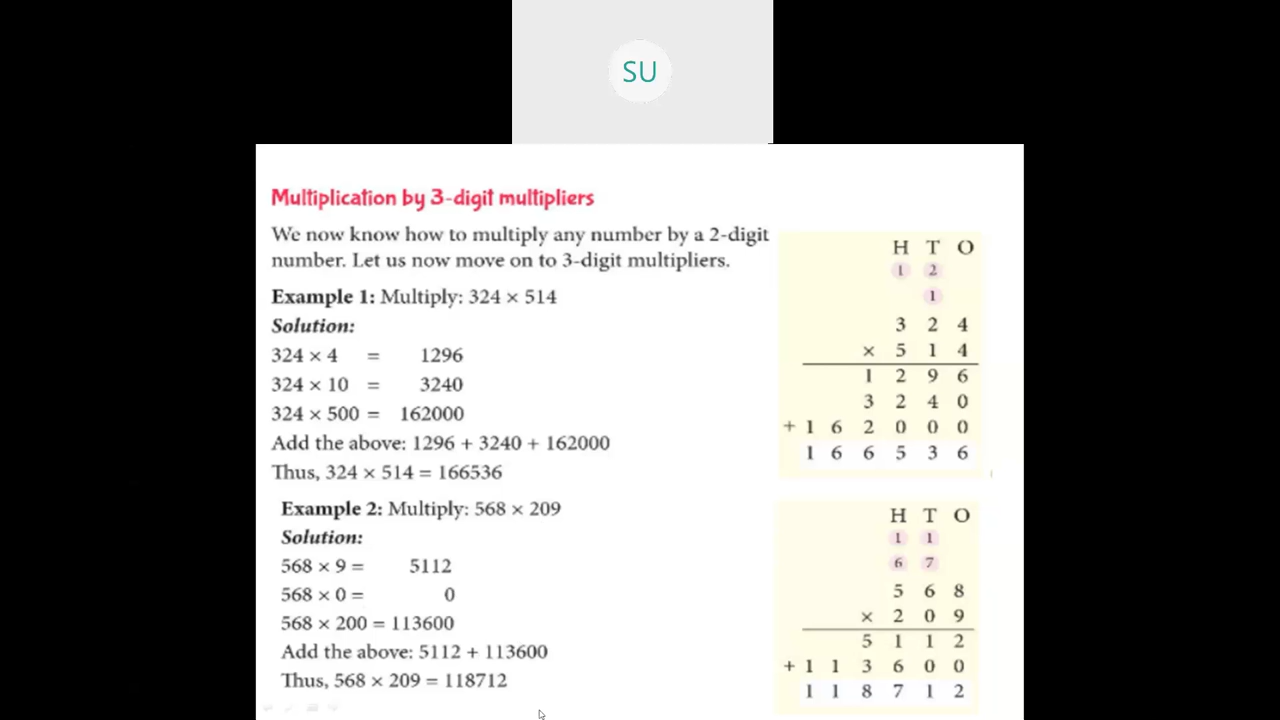 SU
Multiplication by 3-digit multipliers
We now know how to multiply any number by a 2-digit
number. Let us now move on to 3-digit multipliers.
Example 1: Multiply: 324 × 514
Solution:
324 × 4 = 1296
324 × 10 = 3240
324 × 500 = 162000
Add the above: 1296 + 3240 + 162000
Thus, 324 × 514 = 166536
H T O
1 2
1
3 2 4
× 5 1 4
1 2 9 6
3 2 4 0
+ 1 6 2 0 0 0
1 6 6 5 3 6
Example 2: Multiply: 568 × 209
Solution:
568 × 9 = 5112
568 × 0 = 0
568 × 200 = 113600
Add the above: 5112 + 113600
Thus, 568 × 209 = 118712
H T O
1 1
6 7
5 6 8
× 2 0 9
5 1 1 2
+ 1 1 3 6 0 0
1 1 8 7 1 2